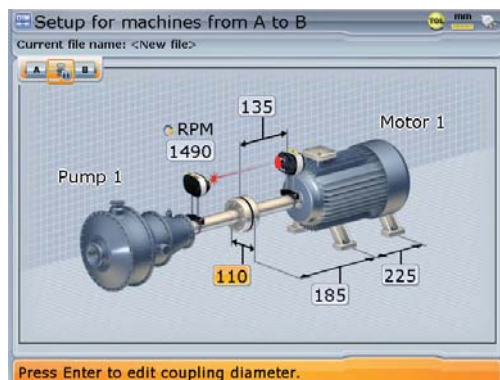 Setup for machines from A to B
TOL mm
Current file name: <New file>
A B
135
RPM
1490
Motor 1
Pump 1
110
185
225
Press Enter to edit coupling diameter.